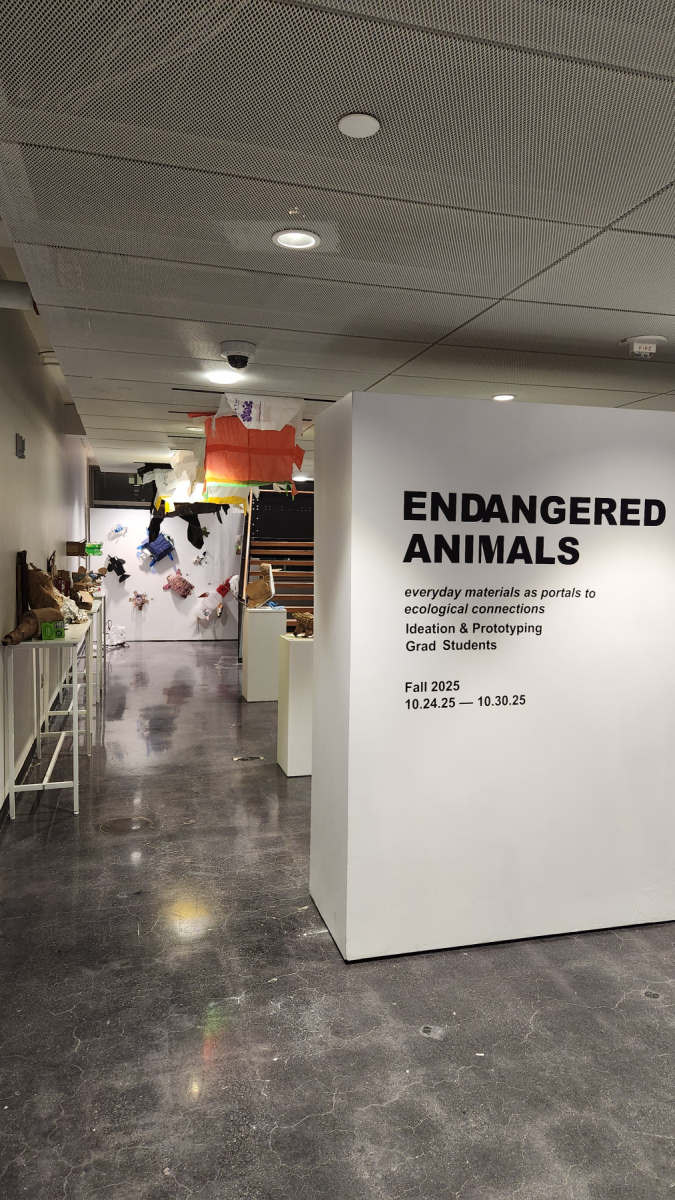 ENDANGERED
ANIMALS
everyday materials as portals to
ecological connections
Ideation & Prototyping
Grad Students
Fall 2025
10.24.25 — 10.30.25